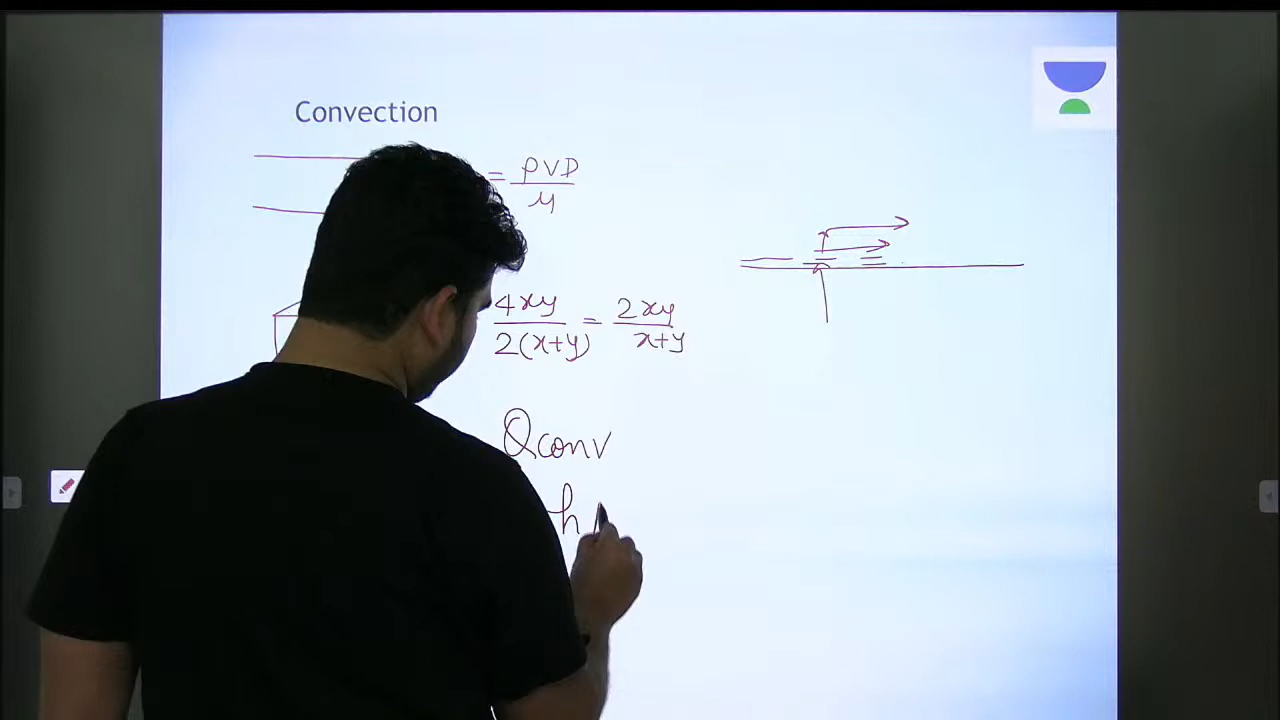 Convection
= ρVD/μ
4xy/2(x+y) = 2xy/x+y
Qconv
h